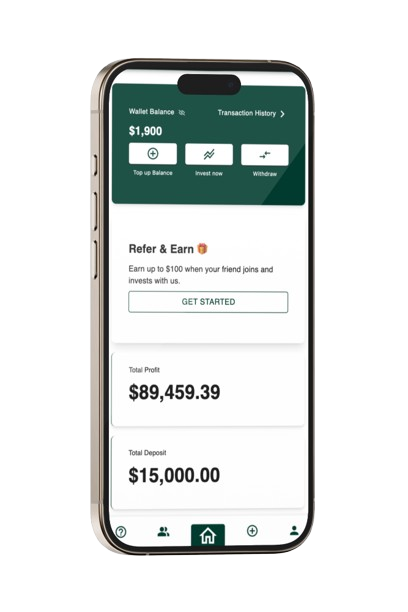 Wallet Balance
Transaction History
$1,900
Top up Balance
Invest now
Withdraw
Refer & Earn
Earn up to $100 when your friend joins and
invests with us.
GET STARTED
Total Profit
$89,459.39
Total Deposit
$15,000.00